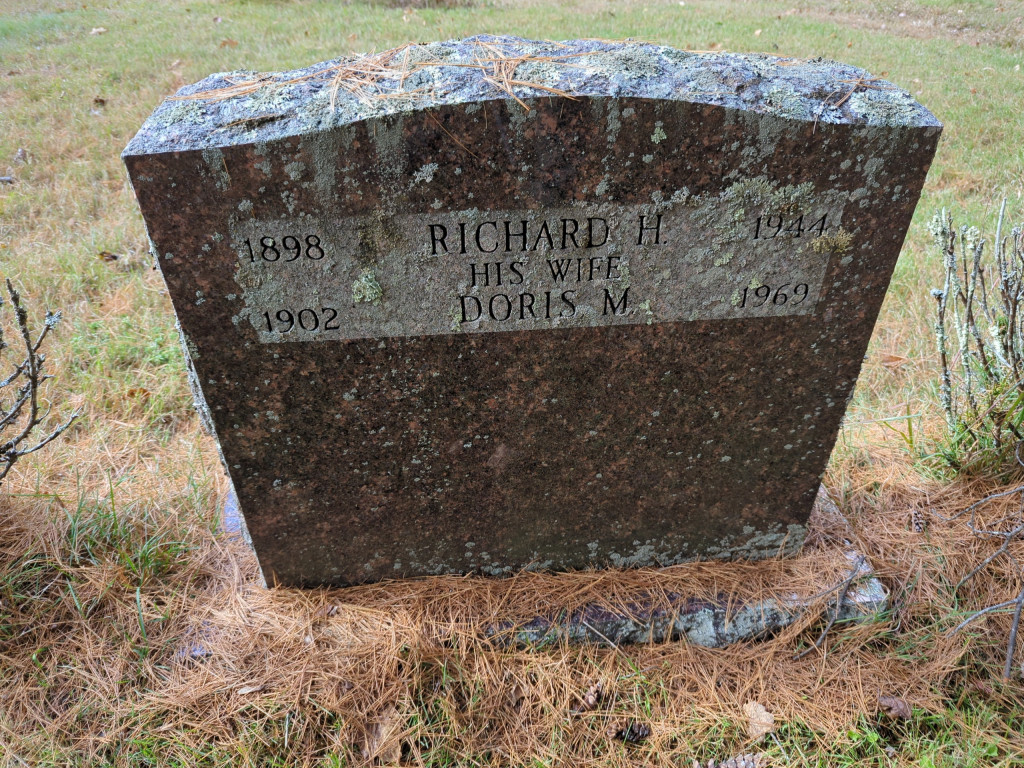 1898 RICHARD H. 1944
HIS WIFE
1902 DORIS M. 1969